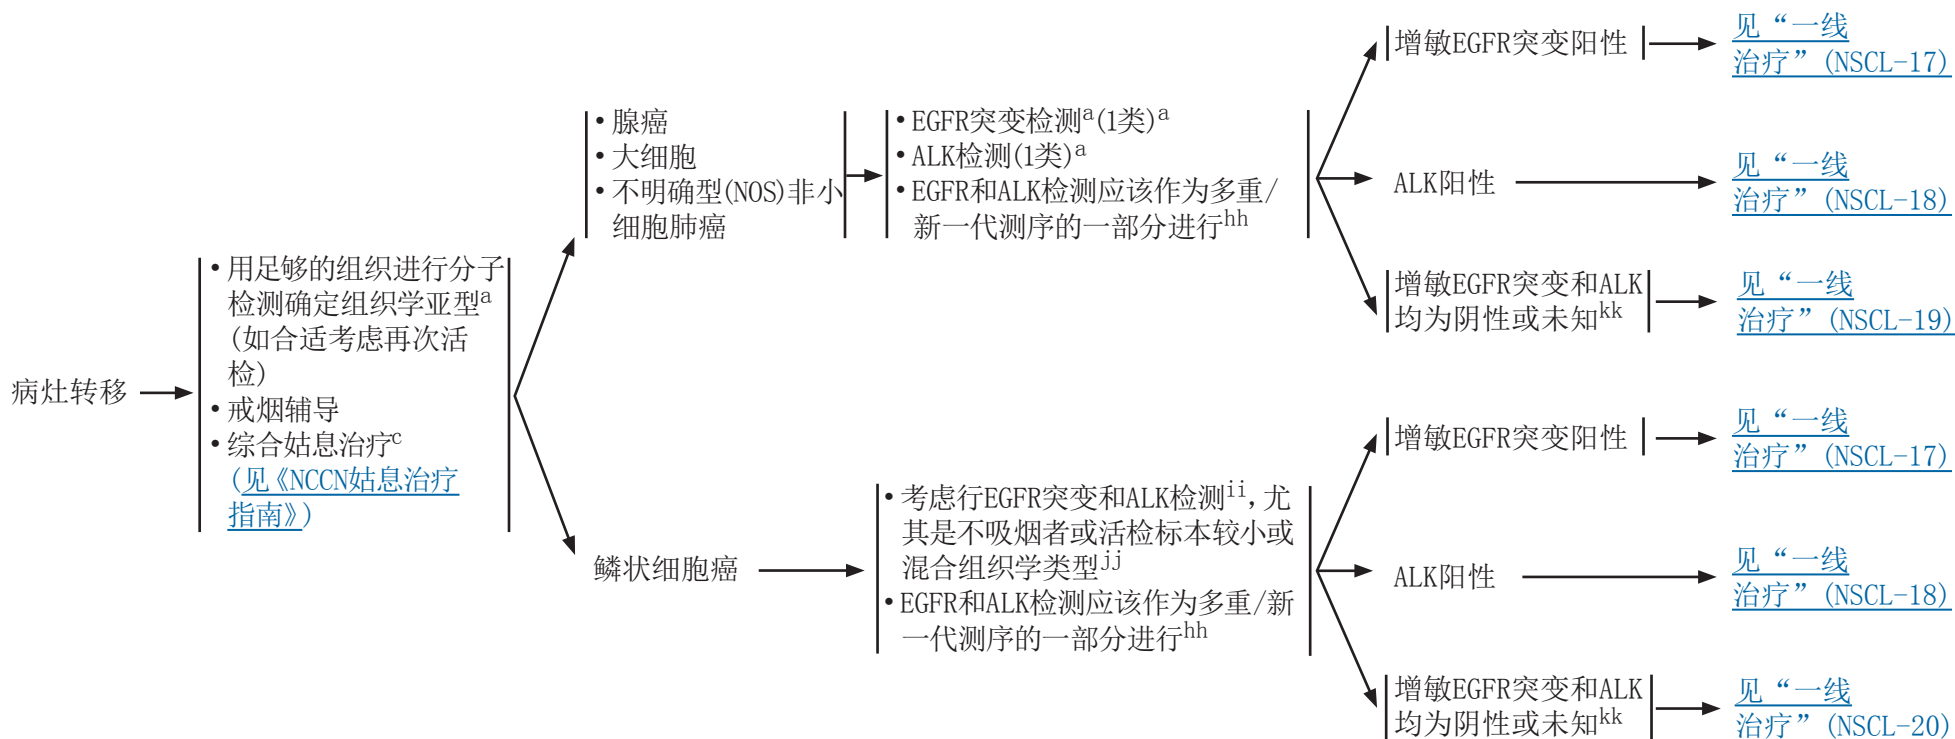 病灶转移
• 用足够的组织进行分子
检测确定组织学亚型a
(如合适考虑再次活
检)
• 戒烟辅导
• 综合姑息治疗c
(见《NCCN姑息治疗
指南》)
• 腺癌
• 大细胞
• 不明确型(NOS)非小
细胞肺癌
• EGFR突变检测a(1类)a
• ALK检测(1类)a
• EGFR和ALK检测应该作为多重/
新一代测序的一部分进行hh
增敏EGFR突变阳性
见“一线
治疗”(NSCL-17)
ALK阳性
见“一线
治疗”(NSCL-18)
增敏EGFR突变和ALK
均为阴性或未知kk
见“一线
治疗”(NSCL-19)
鳞状细胞癌
• 考虑行EGFR突变和ALK检测ii,尤
其是不吸烟者或活检标本较小或
混合组织学类型jj
• EGFR和ALK检测应该作为多重/新
一代测序的一部分进行hh
增敏EGFR突变阳性
见“一线
治疗”(NSCL-17)
ALK阳性
见“一线
治疗”(NSCL-18)
增敏EGFR突变和ALK
均为阴性或未知kk
见“一线
治疗”(NSCL-20)